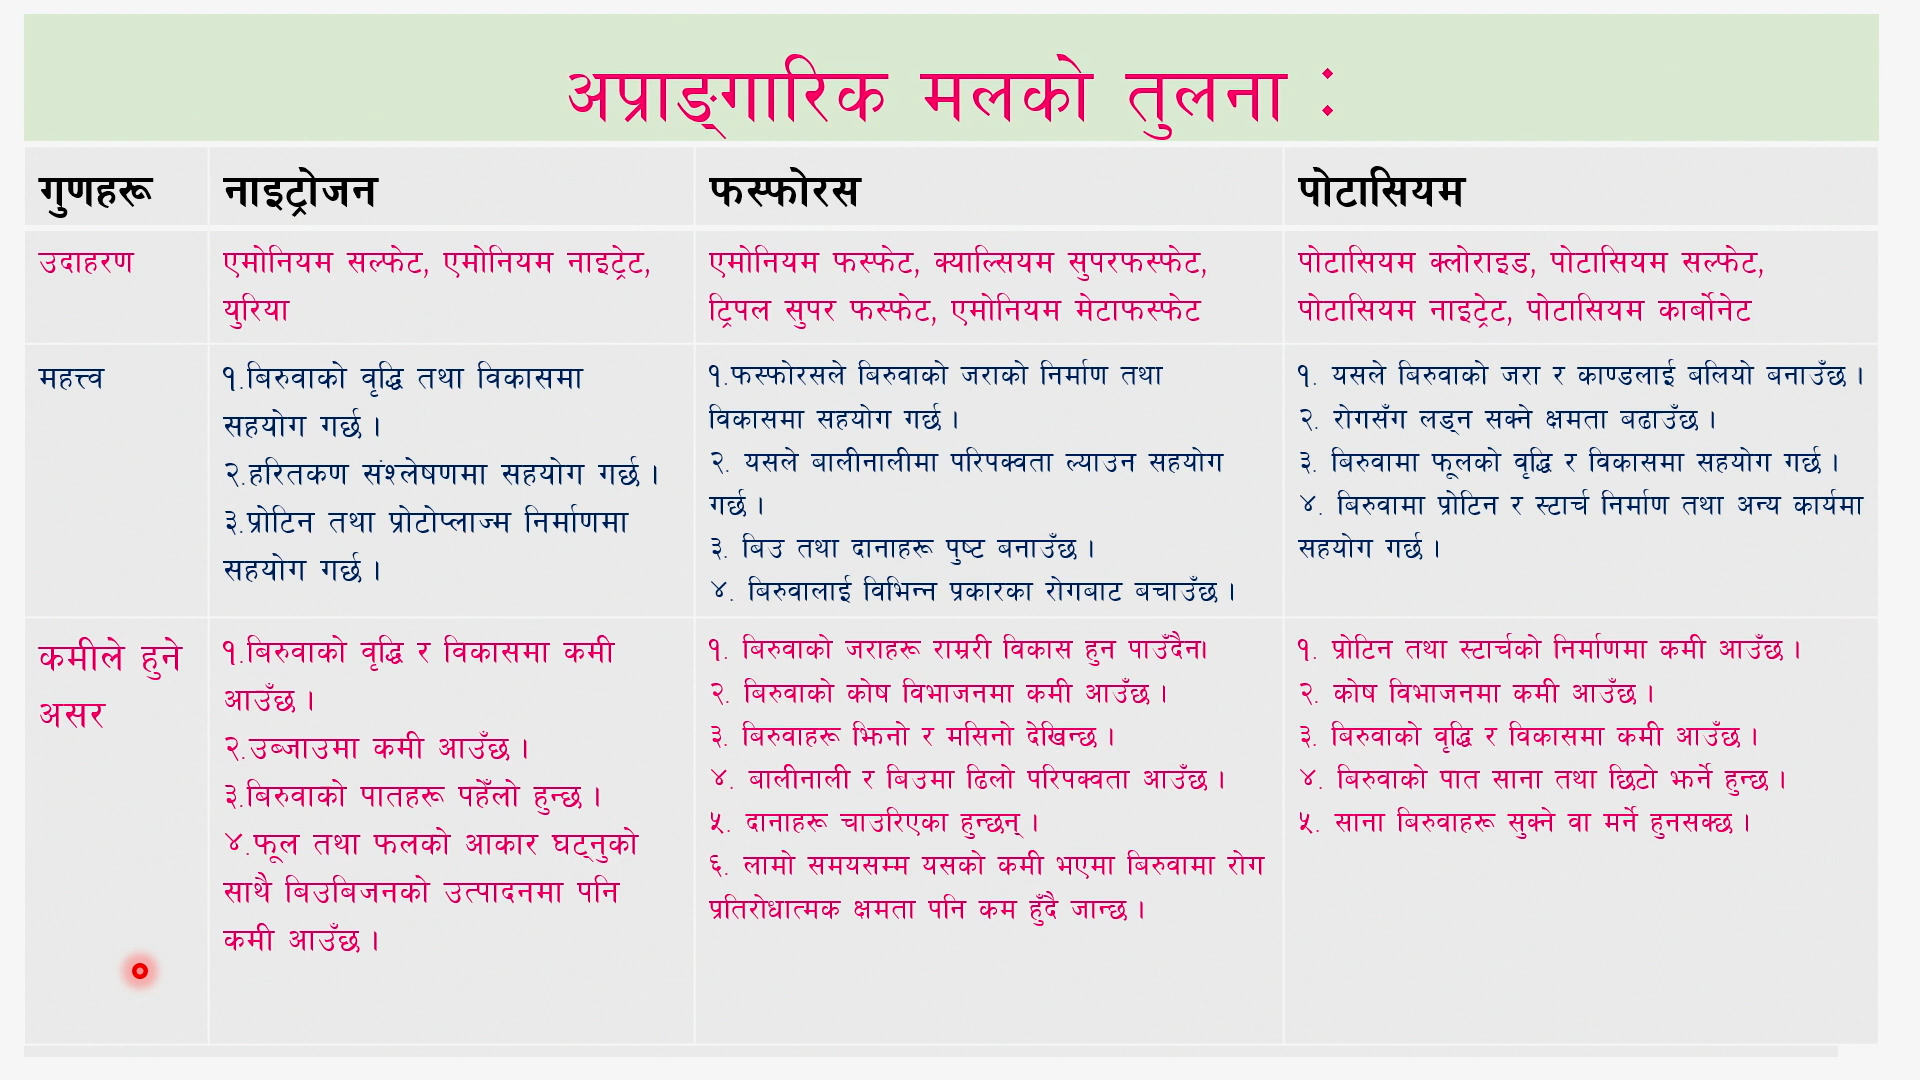 अप्राङ्गारिक मलको तुलना :
गुणहरू
नाइट्रोजन
फस्फोरस
पोटासियम
उदाहरण
एमोनियम सल्फेट, एमोनियम नाइट्रेट,
युरिया
एमोनियम फस्फेट, क्याल्सियम सुपरफस्फेट,
ट्रिपल सुपर फस्फेट, एमोनियम मेटाफस्फेट
पोटासियम क्लोराइड, पोटासियम सल्फेट,
पोटासियम नाइट्रेट, पोटासियम कार्बोनेट
महत्त्व
१.बिरुवाको वृद्धि तथा विकासमा
सहयोग गर्छ ।
२.हरितकण संश्लेषणमा सहयोग गर्छ ।
३.प्रोटिन तथा प्रोटोप्लाज्म निर्माणमा
सहयोग गर्छ ।
१.फस्फोरसले बिरुवाको जराको निर्माण तथा
विकासमा सहयोग गर्छ ।
२. यसले बालीनालीमा परिपक्वता ल्याउन सहयोग
गर्छ ।
३. बिउ तथा दानाहरू पुष्ट बनाउँछ ।
४. बिरुवालाई विभिन्न प्रकारका रोगबाट बचाउँछ ।
१. यसले बिरुवाको जरा र काण्डलाई बलियो बनाउँछ ।
२. रोगसँग लड्न सक्ने क्षमता बढाउँछ ।
३. बिरुवामा फूलको वृद्धि र विकासमा सहयोग गर्छ ।
४. बिरुवामा प्रोटिन र स्टार्च निर्माण तथा अन्य कार्यमा
सहयोग गर्छ ।
कमीले हुने
असर
१.बिरुवाको वृद्धि र विकासमा कमी
आउँछ ।
२.उब्जाउमा कमी आउँछ ।
३.बिरुवाको पातहरू पहेँलो हुन्छ ।
४.फूल तथा फलको आकार घट्नुको
साथै बिउबिजनको उत्पादनमा पनि
कमी आउँछ ।
१. बिरुवाको जराहरू राम्ररी विकास हुन पाउँदैन।
२. बिरुवाको कोष विभाजनमा कमी आउँछ ।
३. बिरुवाहरू झिनो र मसिनो देखिन्छ ।
४. बालीनाली र बिउमा ढिलो परिपक्वता आउँछ ।
५. दानाहरू चाउरिएका हुन्छन् ।
६. लामो समयसम्म यसको कमी भएमा बिरुवामा रोग
प्रतिरोधात्मक क्षमता पनि कम हुँदै जान्छ ।
१. प्रोटिन तथा स्टार्चको निर्माणमा कमी आउँछ ।
२. कोष विभाजनमा कमी आउँछ ।
३. बिरुवाको वृद्धि र विकासमा कमी आउँछ ।
४. बिरुवाको पात साना तथा छिटो झर्ने हुन्छ ।
५. साना बिरुवाहरू सुक्ने वा मर्ने हुनसक्छ ।